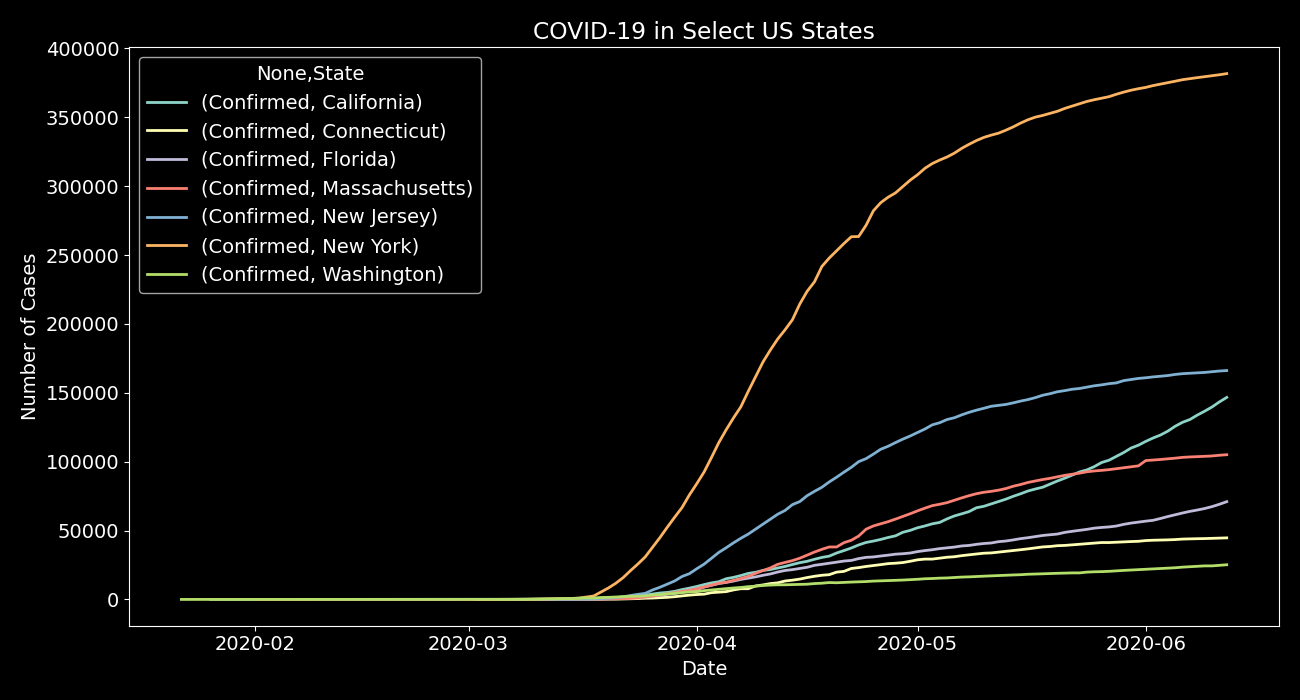 COVID-19 in Select US States
400000
350000
300000
250000
200000
150000
100000
50000
0
Number of Cases
None,State
(Confirmed, California)
(Confirmed, Connecticut)
(Confirmed, Florida)
(Confirmed, Massachusetts)
(Confirmed, New Jersey)
(Confirmed, New York)
(Confirmed, Washington)
2020-02 2020-03 2020-04 2020-05 2020-06
Date